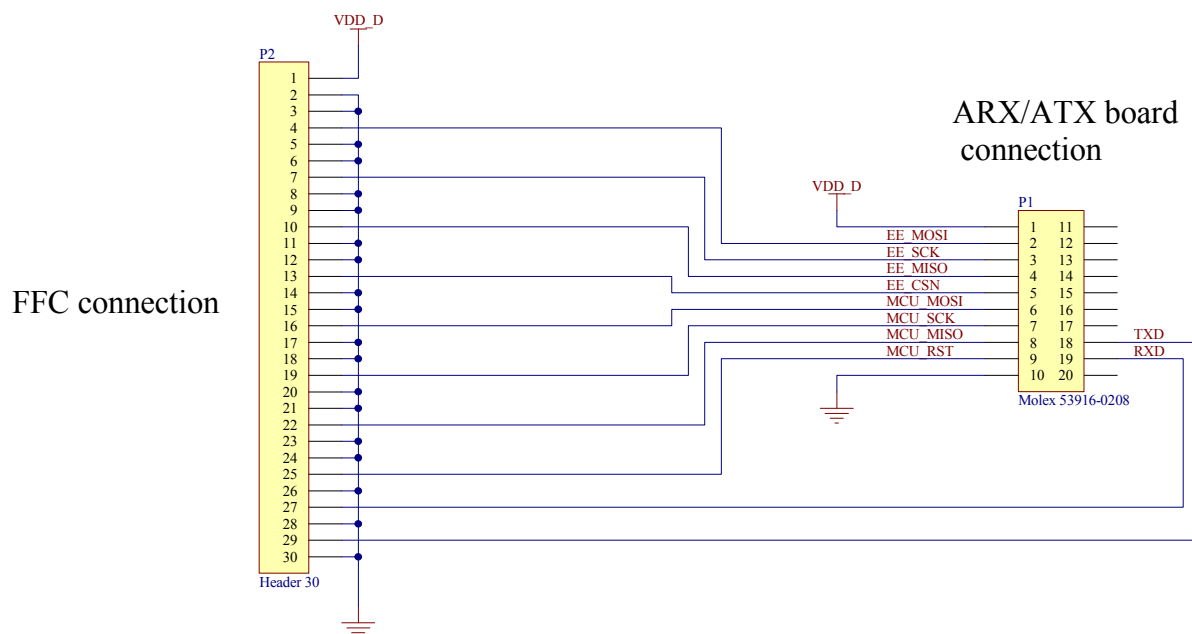 VDD_D
P2
1
2
3
4
5
6
7
8
9
10
11
12
13
14
15
16
17
18
19
20
21
22
23
24
25
26
27
28
29
30
Header 30
FFC connection
ARX/ATX board
connection
VDD_D
P1
1 11
EE_MOSI 2 12
EE_SCK 3 13
EE_MISO 4 14
EE_CSN 5 15
MCU_MOSI 6 16
MCU_SCK 7 17
MCU_MISO 8 18 TXD
MCU_RST 9 19 RXD
10 20
Molex 53916-0208